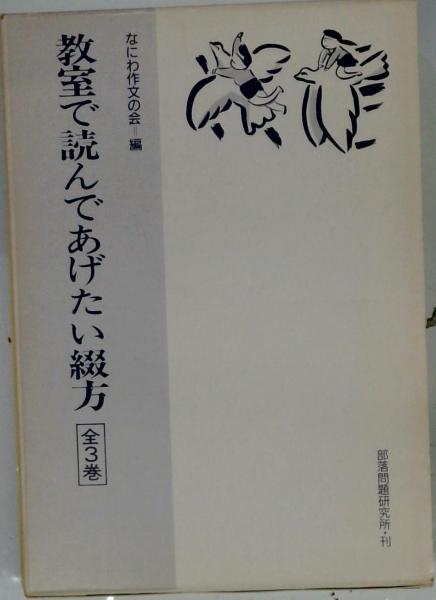 なにわ作文の会＝編
教室で読んであげたい綴方
全3巻
部落問題研究所・刊